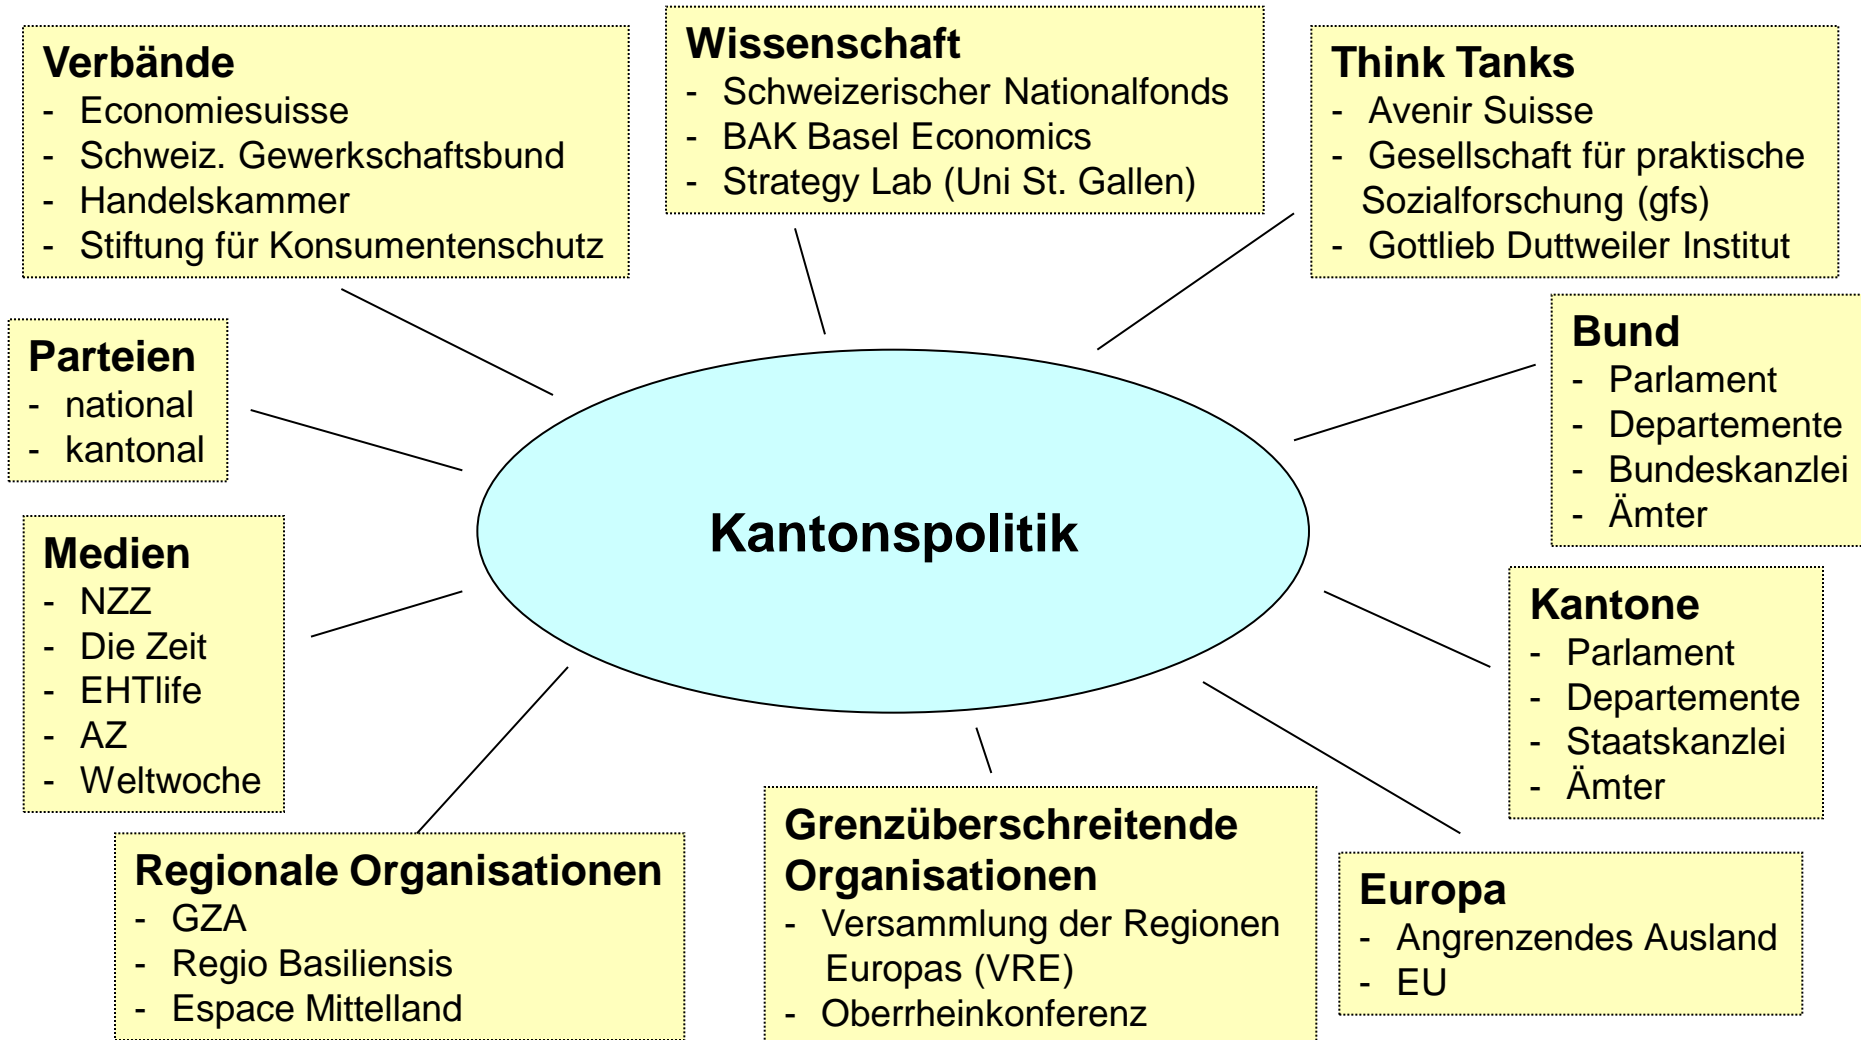 Verbände
- Economiesuisse
- Schweiz. Gewerkschaftsbund
- Handelskammer
- Stiftung für Konsumentenschutz
Wissenschaft
- Schweizerischer Nationalfonds
- BAK Basel Economics
- Strategy Lab (Uni St. Gallen)
Think Tanks
- Avenir Suisse
- Gesellschaft für praktische
Sozialforschung (gfs)
- Gottlieb Duttweiler Institut
Parteien
- national
- kantonal
Bund
- Parlament
- Departemente
- Bundeskanzlei
- Ämter
Kantonspolitik
Medien
- NZZ
- Die Zeit
- EHTlife
- AZ
- Weltwoche
Kantone
- Parlament
- Departemente
- Staatskanzlei
- Ämter
Regionale Organisationen
- GZA
- Regio Basiliensis
- Espace Mittelland
Grenzüberschreitende
Organisationen
- Versammlung der Regionen
Europas (VRE)
- Oberrheinkonferenz
Europa
- Angrenzendes Ausland
- EU